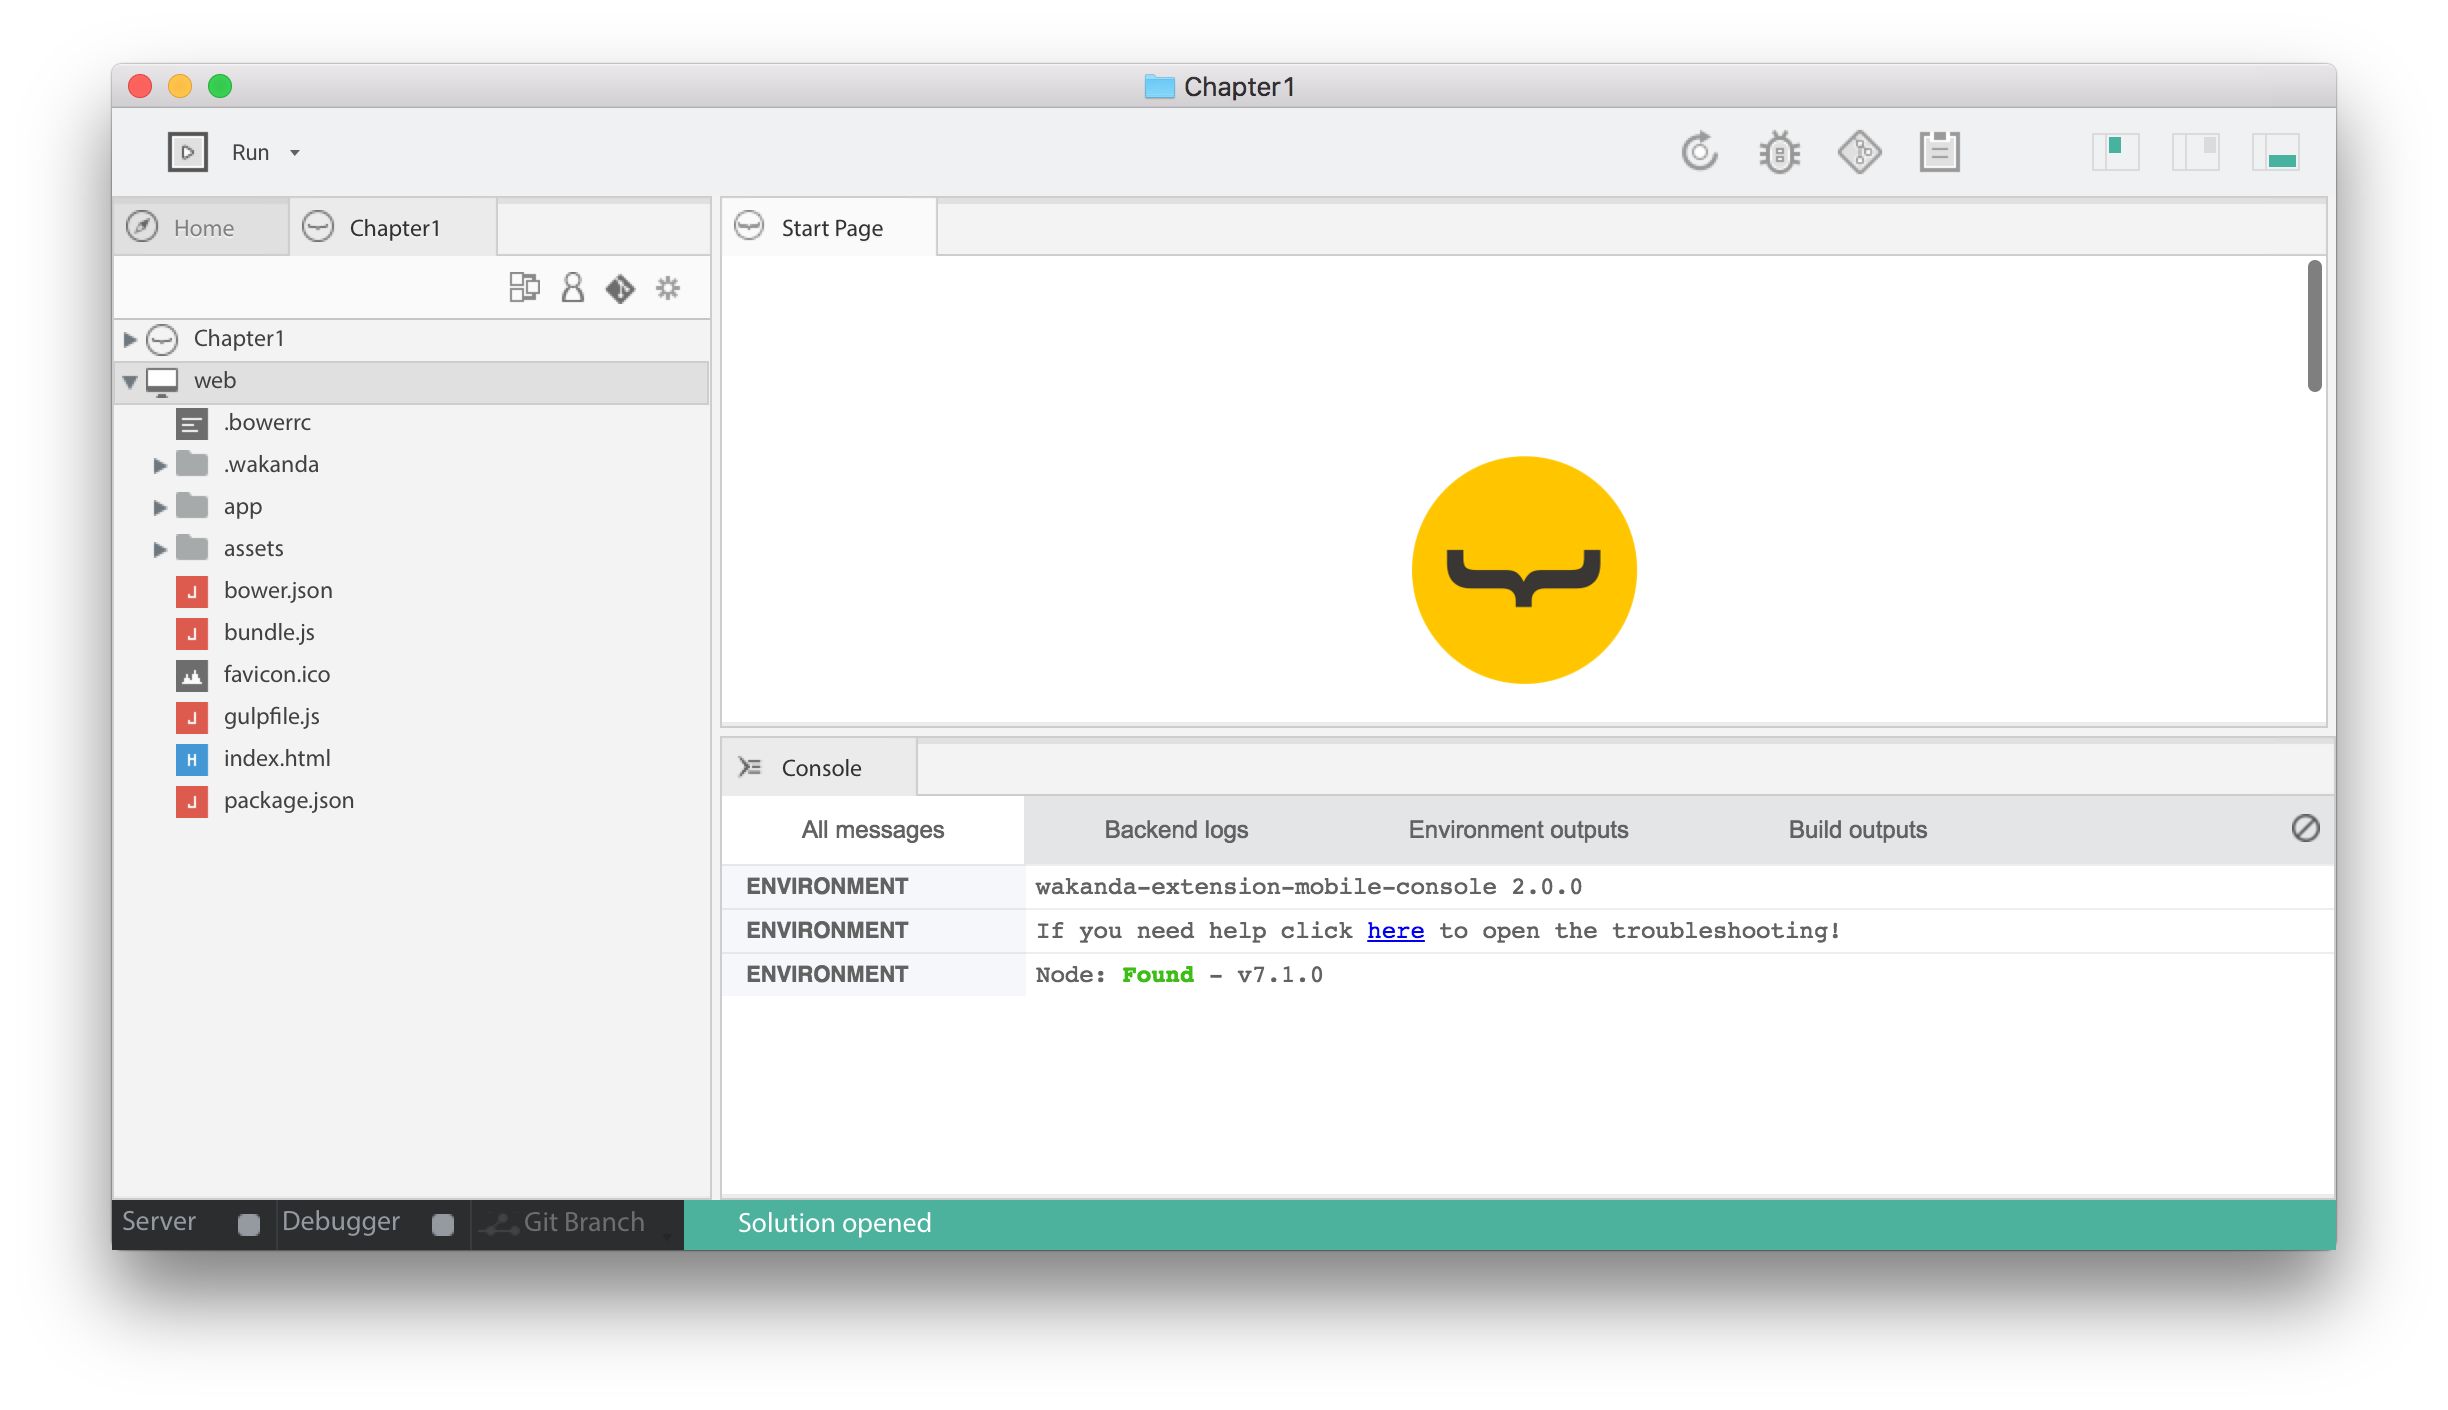 Chapter1
Run
Home
Chapter1
Start Page
Chapter1
web
.bowerrc
.wakanda
app
assets
bower.json
bundle.js
favicon.ico
gulpfile.js
index.html
package.json
Console
All messages
Backend logs
Environment outputs
Build outputs
ENVIRONMENT wakanda-extension-mobile-console 2.0.0
ENVIRONMENT If you need help click here to open the troubleshooting!
ENVIRONMENT Node: Found - v7.1.0
Server
Debugger
Git Branch
Solution opened